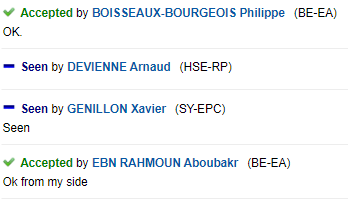 Accepted by BOISSEAUX-BOURGEOIS Philippe (BE-EA)
OK.
Seen by DEVIENNE Arnaud (HSE-RP)
Seen by GENILLON Xavier (SY-EPC)
Seen
Accepted by EBN RAHMOUN Aboubakr (BE-EA)
Ok from my side